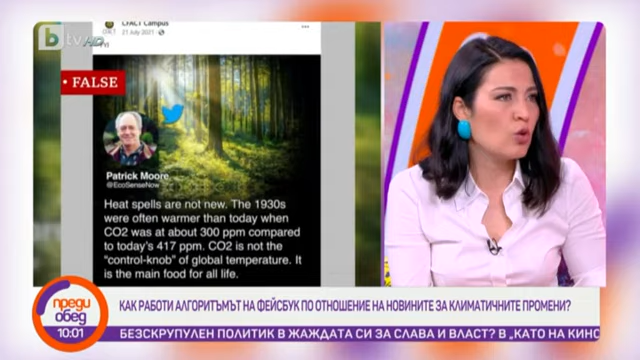 CFACT Campus
21 July 2021
bTV HD
FALSE
Patrick Moore
@EcoSenseNow
Heat spells are not new. The 1930s
were often warmer than today when
CO2 was at about 300 ppm compared
to today's 417 ppm. CO2 is not the
"control-knob" of global temperature. It
is the main food for all life.
преди
обед
10:01
КАК РАБОТИ АЛГОРИТЪМЪТ НА ФЕЙСБУК ПО ОТНОШЕНИЕ НА НОВИНИТЕ ЗА КЛИМАТИЧНИТЕ ПРОМЕНИ?
БЕЗСКРУПУЛЕН ПОЛИТИК В ЖАЖДАТА СИ ЗА СЛАВА И ВЛАСТ? В „КАТО НА КИНО